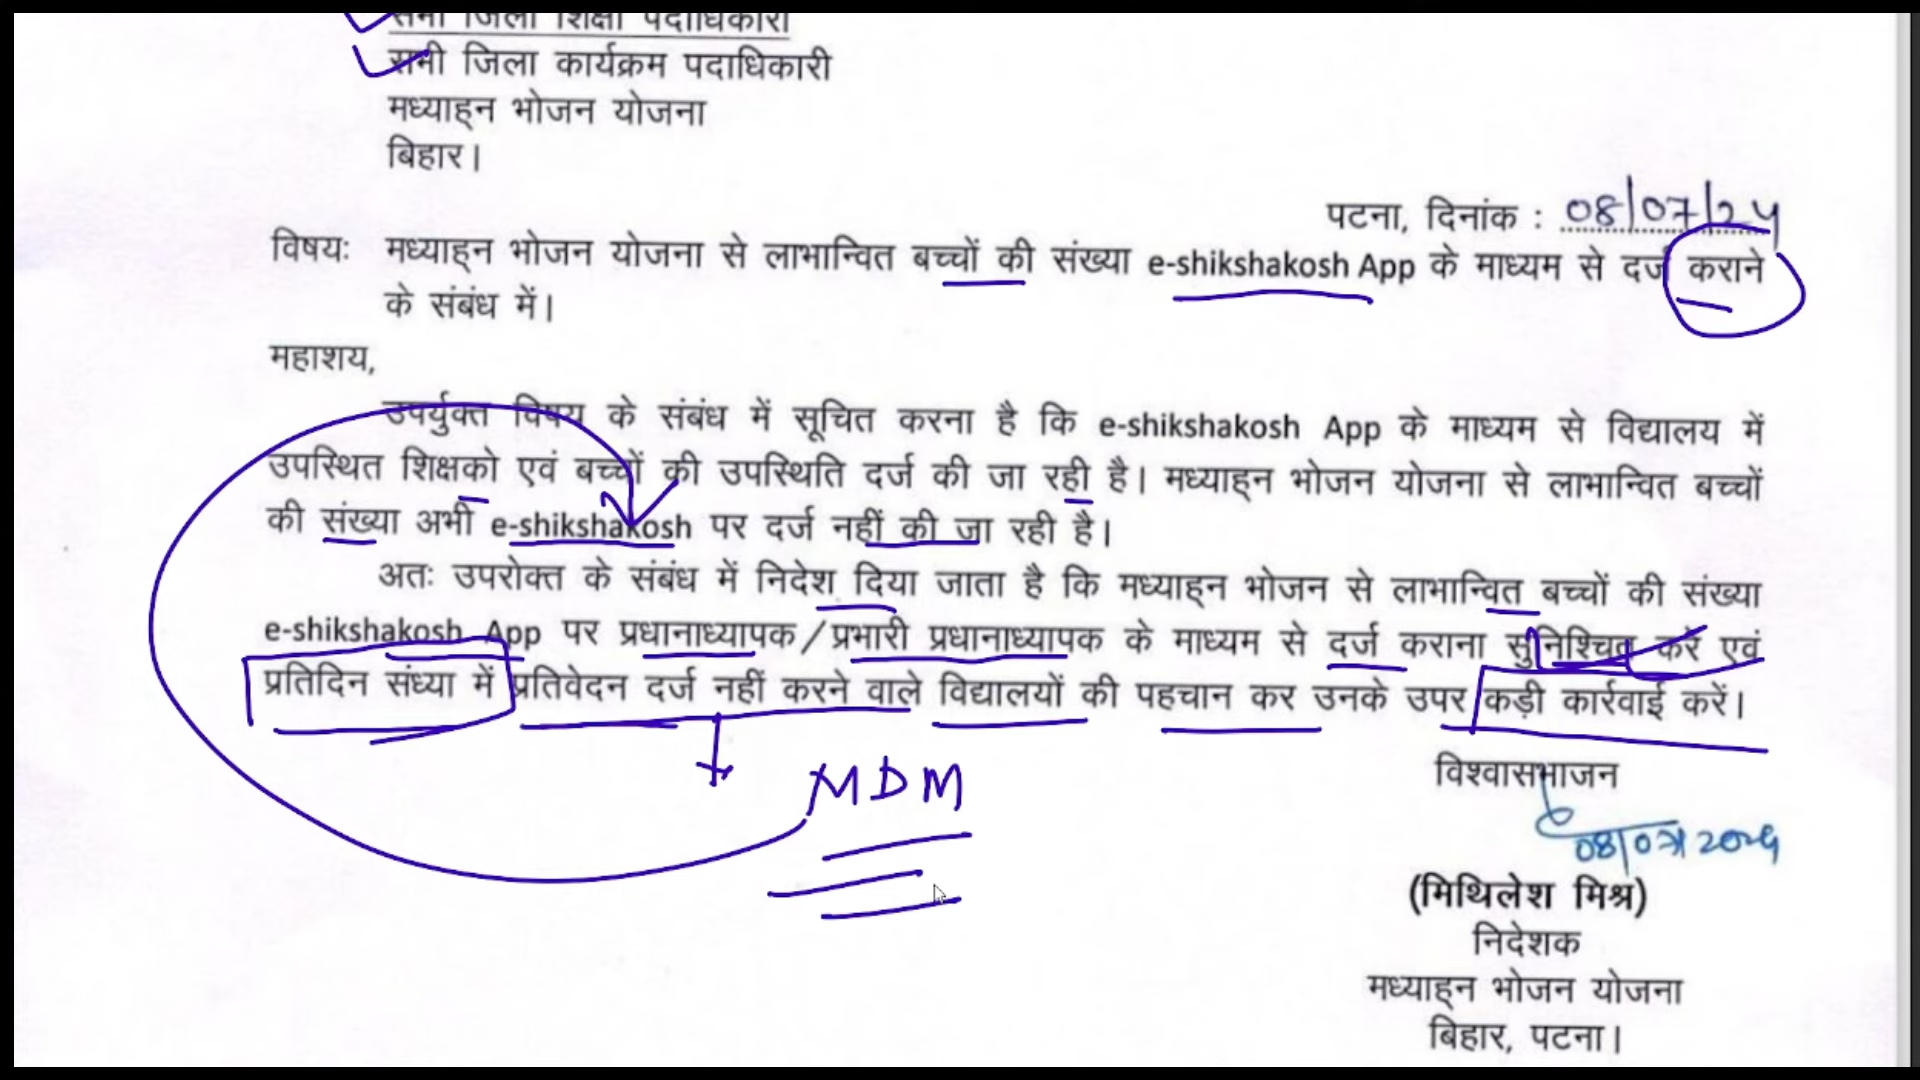 सभी जिला शिक्षा पदाधिकारी
सभी जिला कार्यक्रम पदाधिकारी
मध्याह्न भोजन योजना
बिहार।
पटना, दिनांक : 08/07/24
विषयः मध्याह्न भोजन योजना से लाभान्वित बच्चों की संख्या e-shikshakosh App के माध्यम से दर्ज कराने
के संबंध में।
महाशय,
उपर्युक्त विषय के संबंध में सूचित करना है कि e-shikshakosh App के माध्यम से विद्यालय में
उपस्थित शिक्षको एवं बच्चों की उपस्थिति दर्ज की जा रही है। मध्याह्न भोजन योजना से लाभान्वित बच्चों
की संख्या अभी e-shikshakosh पर दर्ज नहीं की जा रही है।
अतः उपरोक्त के संबंध में निदेश दिया जाता है कि मध्याह्न भोजन से लाभान्वित बच्चों की संख्या
e-shikshakosh App पर प्रधानाध्यापक/प्रभारी प्रधानाध्यापक के माध्यम से दर्ज कराना सुनिश्चित करें एवं
प्रतिदिन संध्या में प्रतिवेदन दर्ज नहीं करने वाले विद्यालयों की पहचान कर उनके उपर कड़ी कार्रवाई करें।
MDM
विश्वासभाजन
08/07/2024
(मिथिलेश मिश्र)
निदेशक
मध्याह्न भोजन योजना
बिहार, पटना।